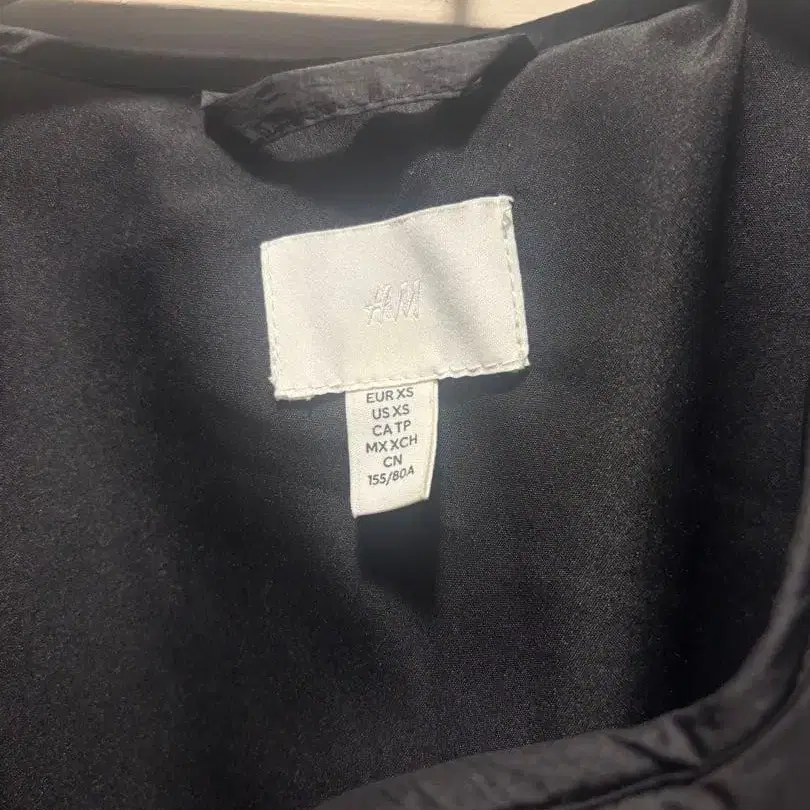 H&M
EUR XS
US XS
CA TP
MX XCH
CN
155/80A